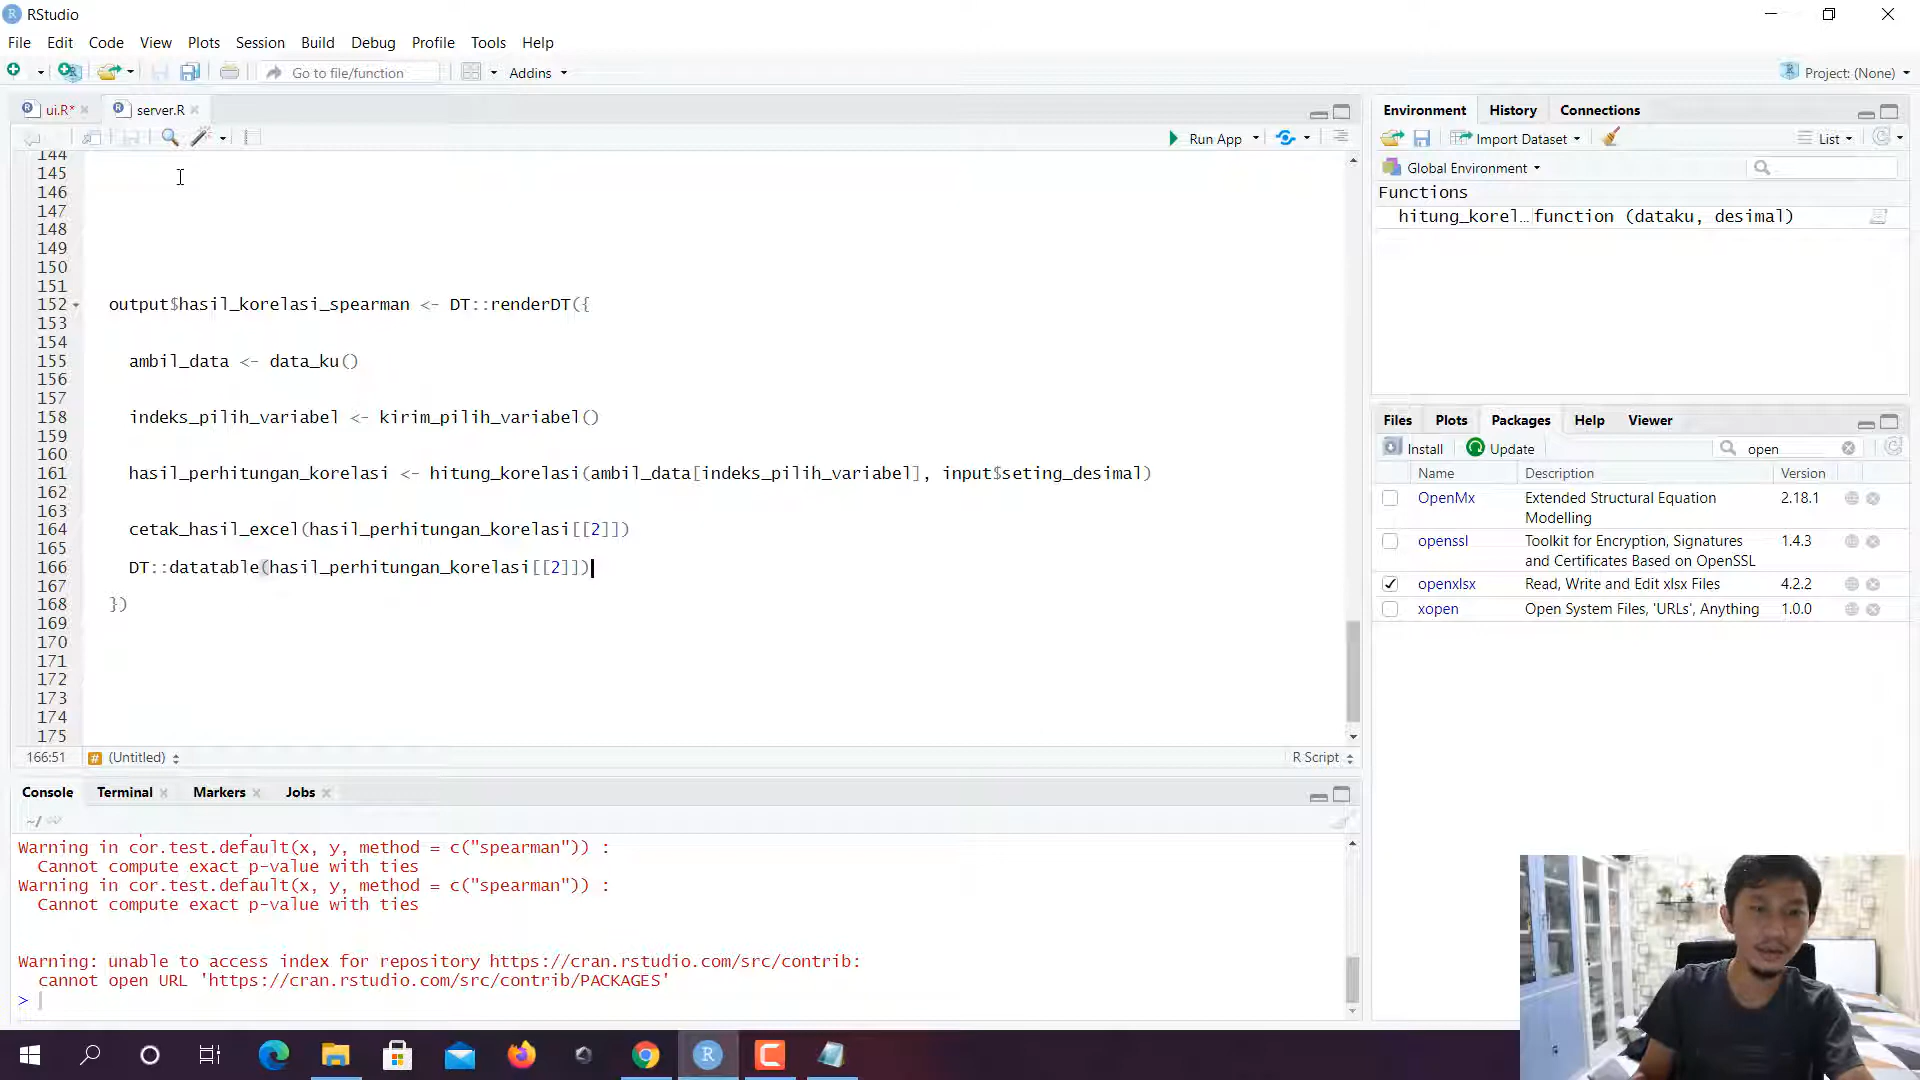 RStudio
File Edit Code View Plots Session Build Debug Profile Tools Help
Go to file/function Addins Project: (None)
ui.R* server.R
Run App
144
145
146
147
148
149
150
151
152 output$hasil_korelasi_spearman <- DT::renderDT({
153
154
155 ambil_data <- data_ku()
156
157
158 indeks_pilih_variabel <- kirim_pilih_variabel()
159
160
161 hasil_perhitungan_korelasi <- hitung_korelasi(ambil_data[indeks_pilih_variabel], input$seting_desimal)
162
163
164 cetak_hasil_excel(hasil_perhitungan_korelasi[[2]])
165
166 DT::datatable(hasil_perhitungan_korelasi[[2]])
167
168 })
169
170
171
172
173
174
175
166:51 # (Untitled) R Script
Console Terminal Markers Jobs
~/
Warning in cor.test.default(x, y, method = c("spearman")) :
Cannot compute exact p-value with ties
Warning in cor.test.default(x, y, method = c("spearman")) :
Cannot compute exact p-value with ties
Warning: unable to access index for repository https://cran.rstudio.com/src/contrib:
cannot open URL 'https://cran.rstudio.com/src/contrib/PACKAGES'
>
Environment History Connections
Import Dataset List
Global Environment
Functions
hitung_korel… function (dataku, desimal)
Files Plots Packages Help Viewer
Install Update open
Name Description Version
OpenMx Extended Structural Equation Modelling 2.18.1
openssl Toolkit for Encryption, Signatures and Certificates Based on OpenSSL 1.4.3
openxlsx Read, Write and Edit xlsx Files 4.2.2
xopen Open System Files, 'URLs', Anything 1.0.0